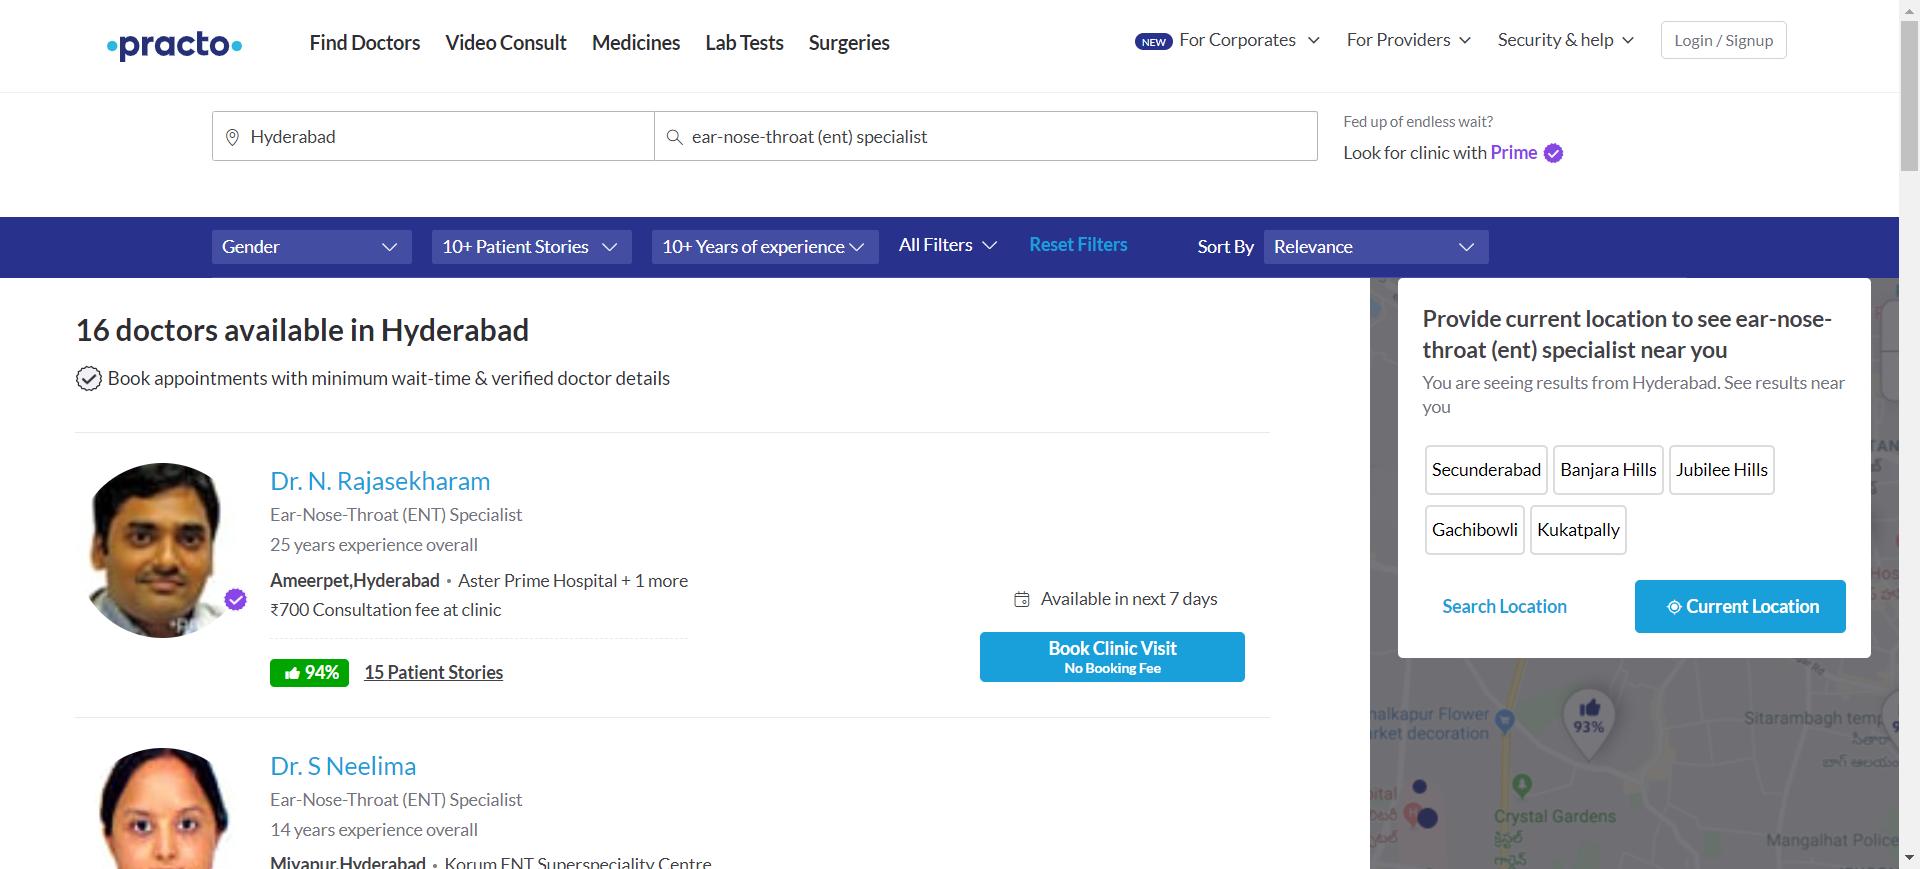 practo
Find Doctors
Video Consult
Medicines
Lab Tests
Surgeries
NEW
For Corporates
For Providers
Security & help
Login / Signup
Hyderabad
ear-nose-throat (ent) specialist
Fed up of endless wait?
Look for clinic with Prime
Gender
10+ Patient Stories
10+ Years of experience
All Filters
Reset Filters
Sort By
Relevance
16 doctors available in Hyderabad
Book appointments with minimum wait-time & verified doctor details
Dr. N. Rajasekharam
Ear-Nose-Throat (ENT) Specialist
25 years experience overall
Ameerpet,Hyderabad • Aster Prime Hospital + 1 more
₹700 Consultation fee at clinic
94%
15 Patient Stories
Available in next 7 days
Book Clinic Visit
No Booking Fee
Dr. S Neelima
Ear-Nose-Throat (ENT) Specialist
14 years experience overall
Miyapur,Hyderabad • Korum ENT Superspeciality Centre
Provide current location to see ear-nose-
throat (ent) specialist near you
You are seeing results from Hyderabad. See results near
you
Secunderabad
Banjara Hills
Jubilee Hills
Gachibowli
Kukatpally
Search Location
Current Location
Flower
decoration
93%
Sitarambagh
Crystal Gardens
క్రిస్టల్
గార్డెన్
Mangalhat Police